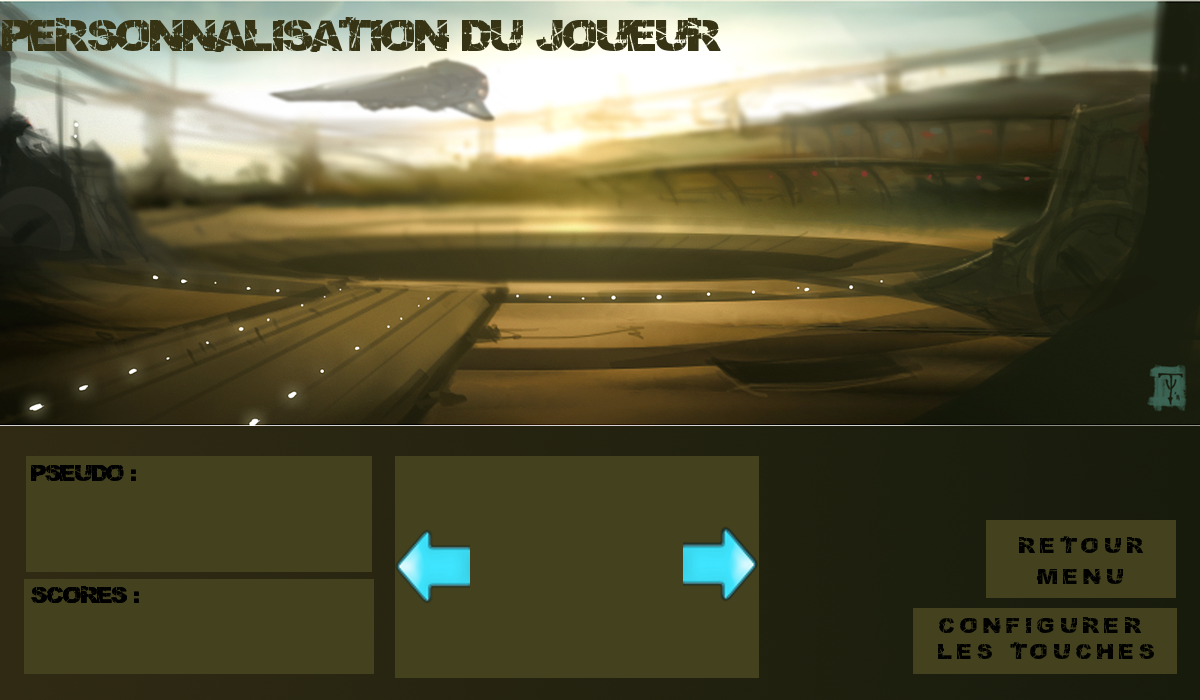 PERSONNALISATION DU JOUEUR
PSEUDO :
SCORES :
RETOUR
MENU
CONFIGURER
LES TOUCHES